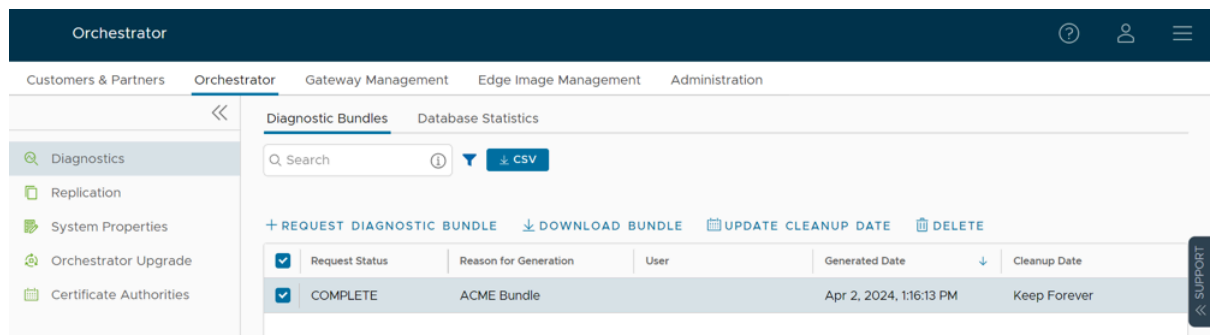 Orchestrator
Customers & Partners Orchestrator Gateway Management Edge Image Management Administration
Diagnostic Bundles Database Statistics
Diagnostics
Search
CSV
Replication
System Properties
REQUEST DIAGNOSTIC BUNDLE DOWNLOAD BUNDLE UPDATE CLEANUP DATE DELETE
Orchestrator Upgrade
Request Status Reason for Generation User Generated Date Cleanup Date
Certificate Authorities
COMPLETE ACME Bundle Apr 2, 2024, 1:16:13 PM Keep Forever
SUPPORT